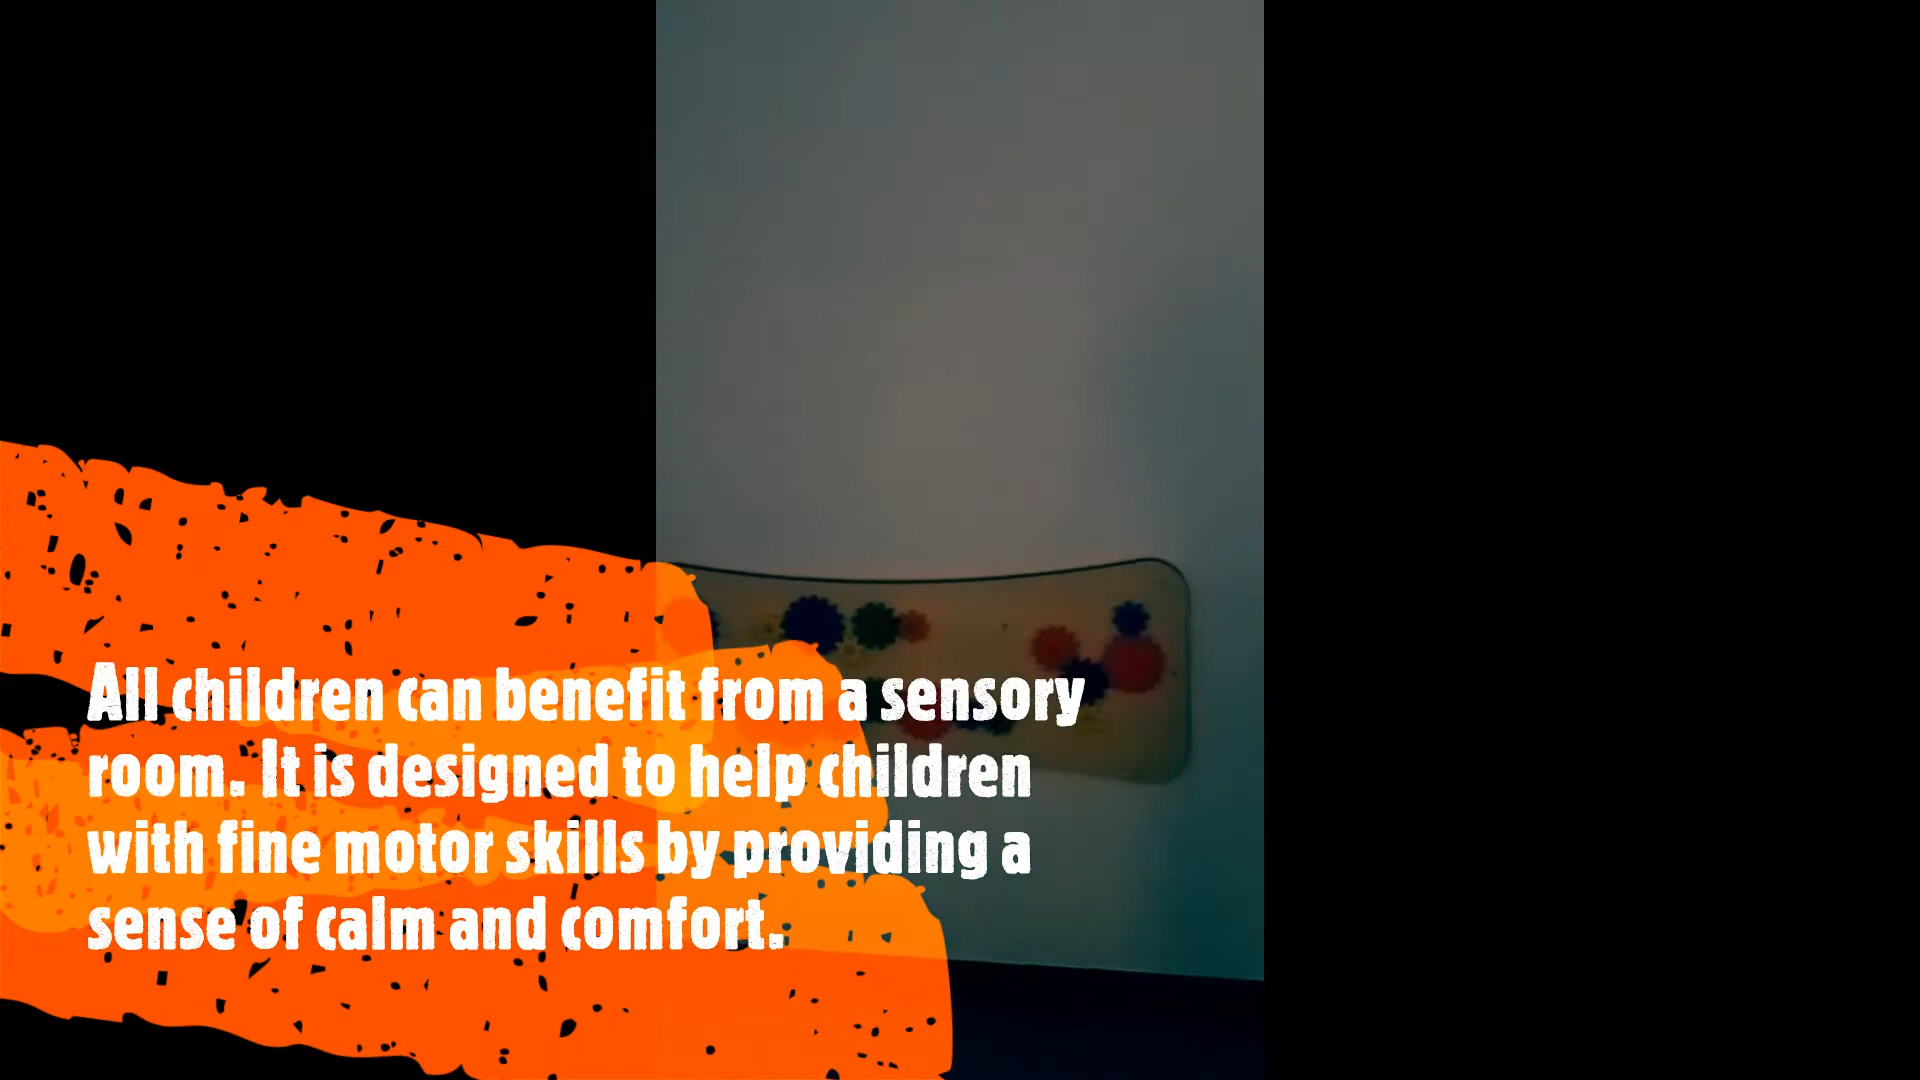 All children can benefit from a sensory
room. It is designed to help children
with fine motor skills by providing a
sense of calm and comfort.